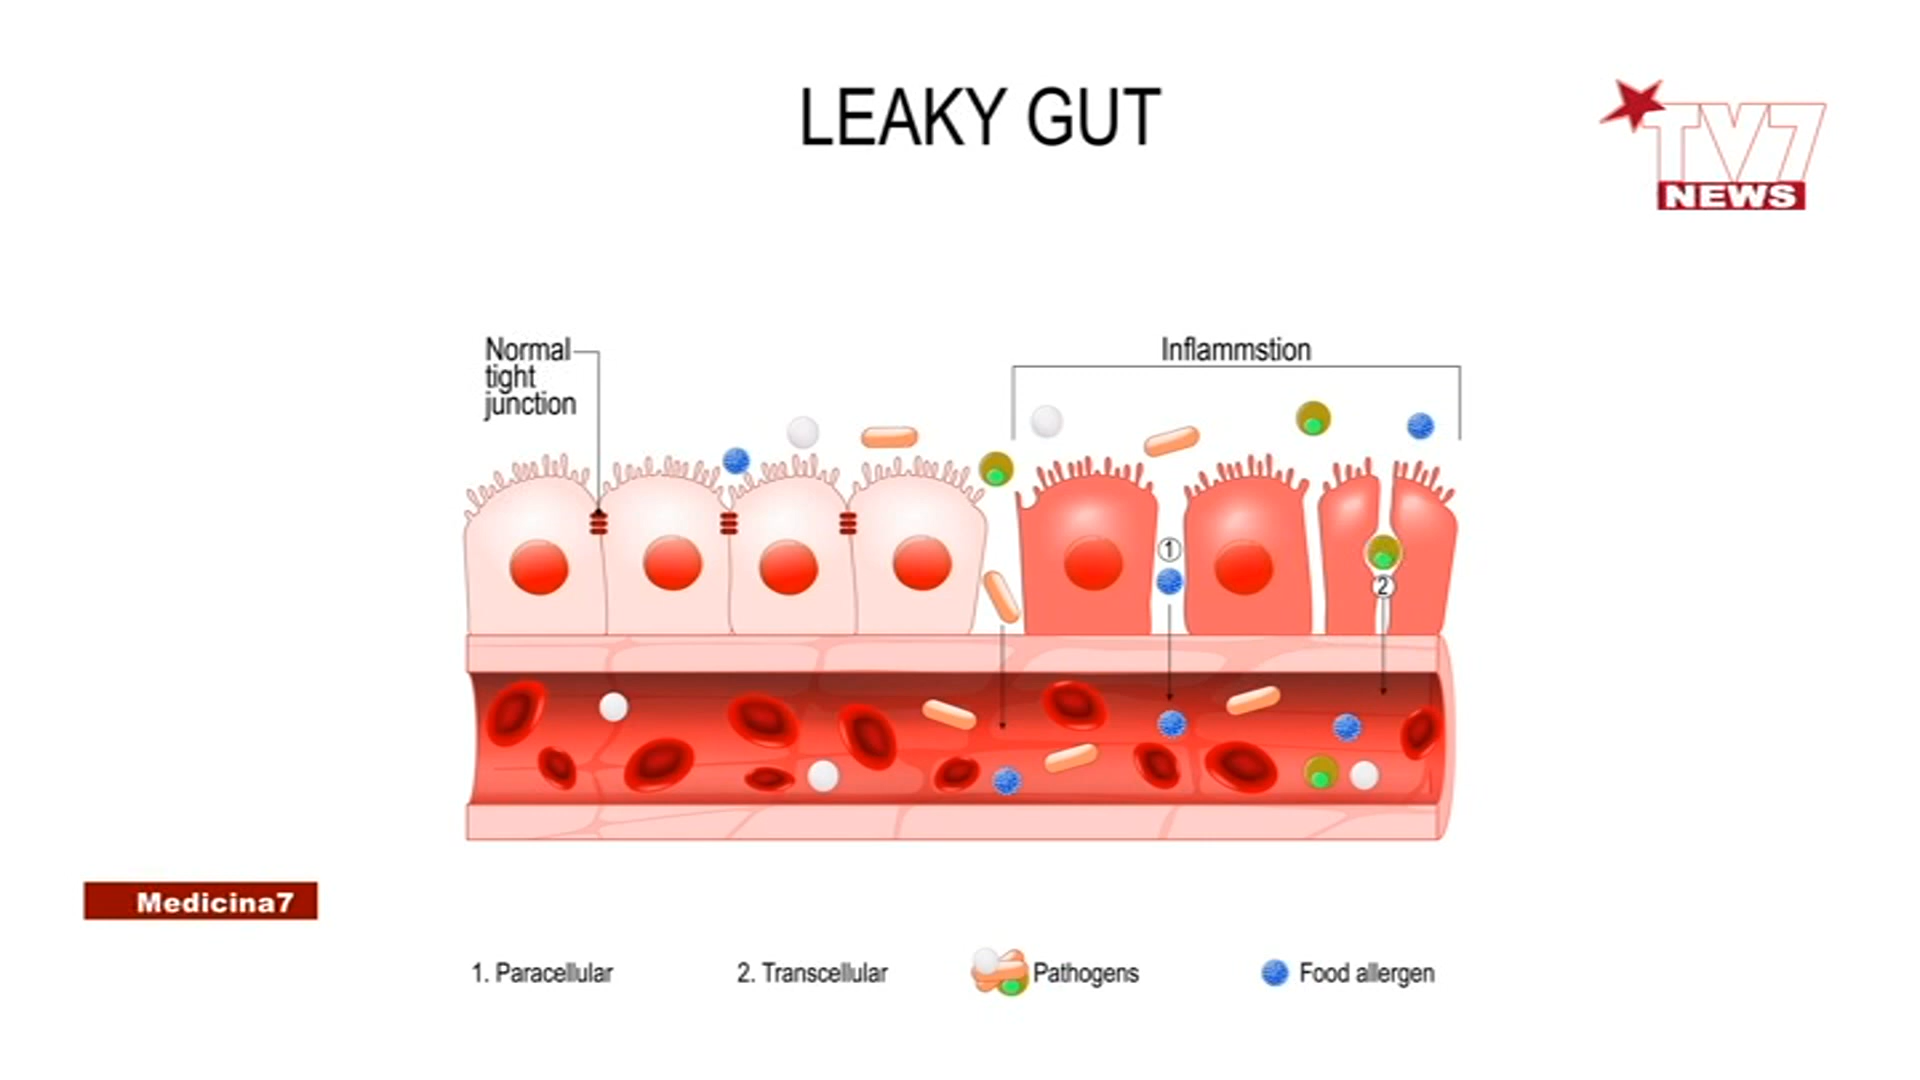 LEAKY GUT
TV7
NEWS
Normal
tight
junction
Inflammstion
1
2
Medicina7
1. Paracellular
2. Transcellular
Pathogens
Food allergen